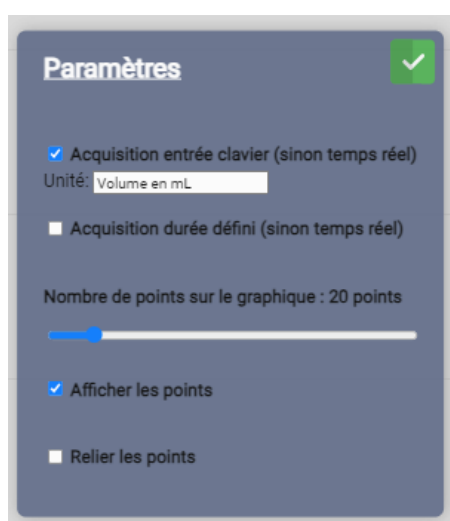 Paramètres
Acquisition entrée clavier (sinon temps réel)
Unité: Volume en mL
Acquisition durée défini (sinon temps réel)
Nombre de points sur le graphique : 20 points
Afficher les points
Relier les points